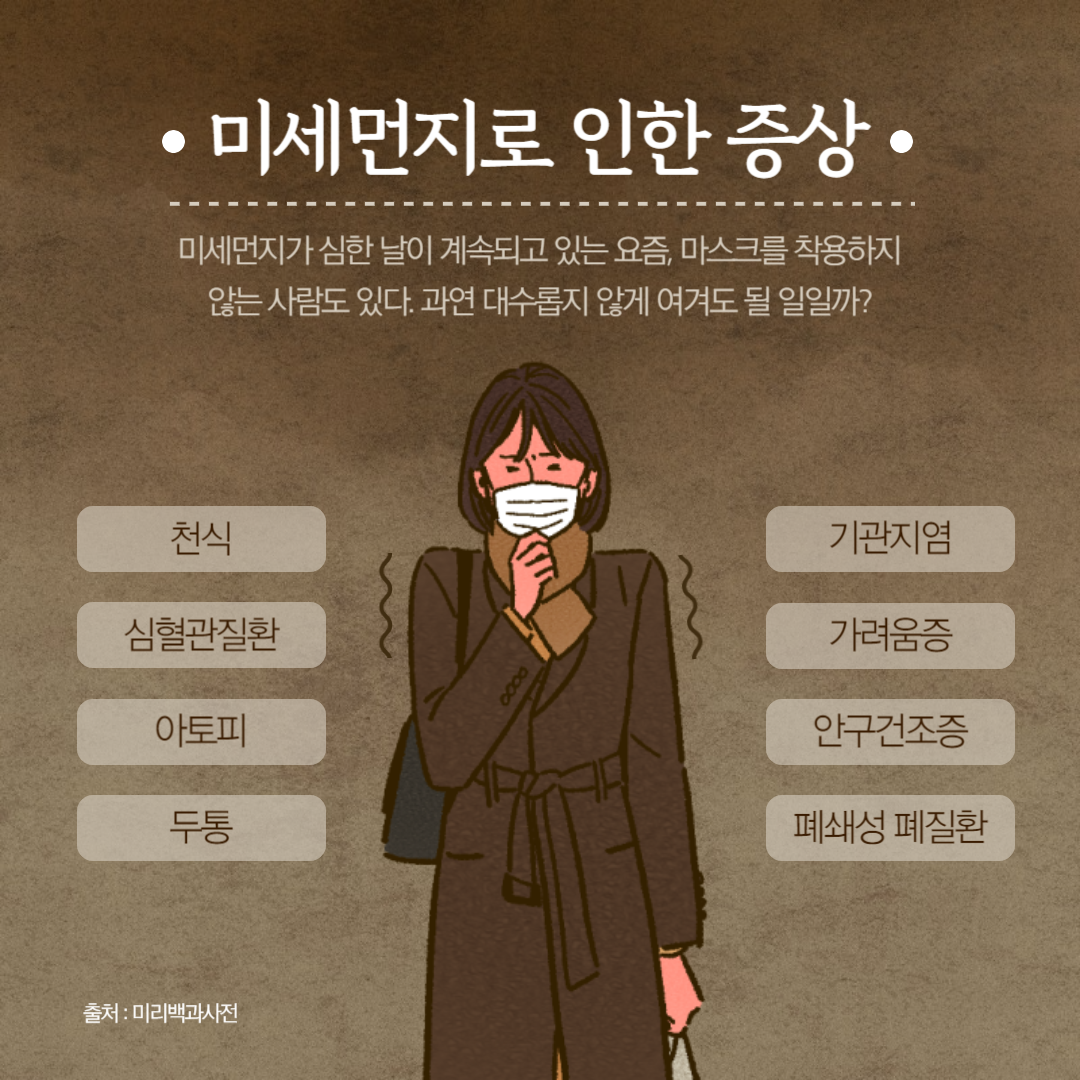 • 미세먼지로 인한 증상 •
미세먼지가 심한 날이 계속되고 있는 요즘, 마스크를 착용하지
않는 사람도 있다. 과연 대수롭지 않게 여겨도 될 일일까?
천식
기관지염
심혈관질환
가려움증
아토피
안구건조증
두통
폐쇄성 폐질환
출처 : 미리백과사전